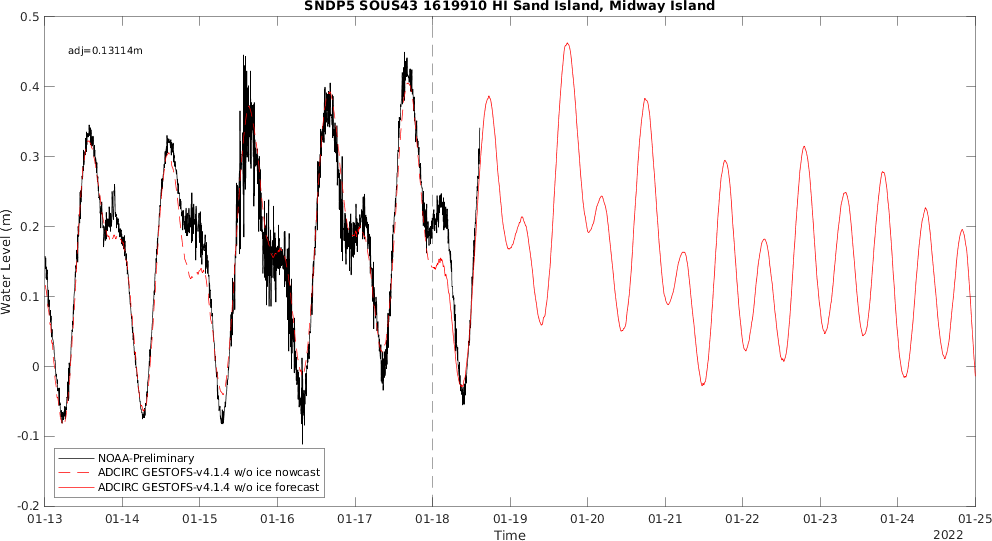 SNDP5 SOUS43 1619910 HI Sand Island, Midway Island
adj=0.13114m
Water Level (m)
0.5
0.4
0.3
0.2
0.1
0
-0.1
-0.2
NOAA-Preliminary
ADCIRC GESTOFS-v4.1.4 w/o ice nowcast
ADCIRC GESTOFS-v4.1.4 w/o ice forecast
01-13 01-14 01-15 01-16 01-17 01-18 01-19 01-20 01-21 01-22 01-23 01-24 01-25
Time
2022